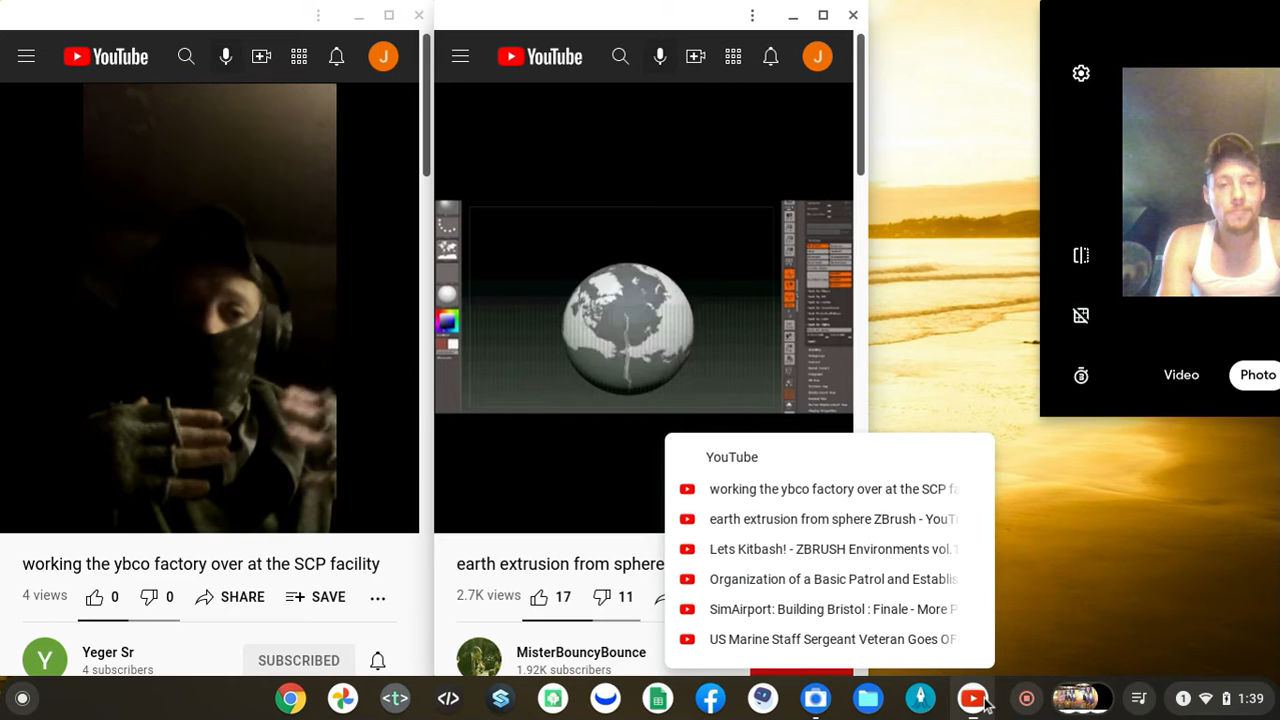 YouTube
J
YouTube
J
working the ybco factory over at the SCP facility
4 views
0
0
SHARE
SAVE
Yeger Sr
4 subscribers
Y
SUBSCRIBED
earth extrusion from sphere
2.7K views
17
11
MisterBouncyBounce
1.92K subscribers
YouTube
working the ybco factory over at the SCP fa
earth extrusion from sphere ZBrush - YouT
Lets Kitbash! - ZBRUSH Environments vol.1
Organization of a Basic Patrol and Establis
SimAirport: Building Bristol : Finale - More P
US Marine Staff Sergeant Veteran Goes OF
Video
Photo
<t>
</>
1
1:39